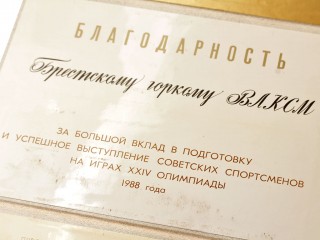 БЛАГОДАРНОСТЬ
Брестскому горкому ВЛКСМ
ЗА БОЛЬШОЙ ВКЛАД В ПОДГОТОВКУ
И УСПЕШНОЕ ВЫСТУПЛЕНИЕ СОВЕТСКИХ СПОРТСМЕНОВ
НА ИГРАХ XXIV ОЛИМПИАДЫ
1988 года